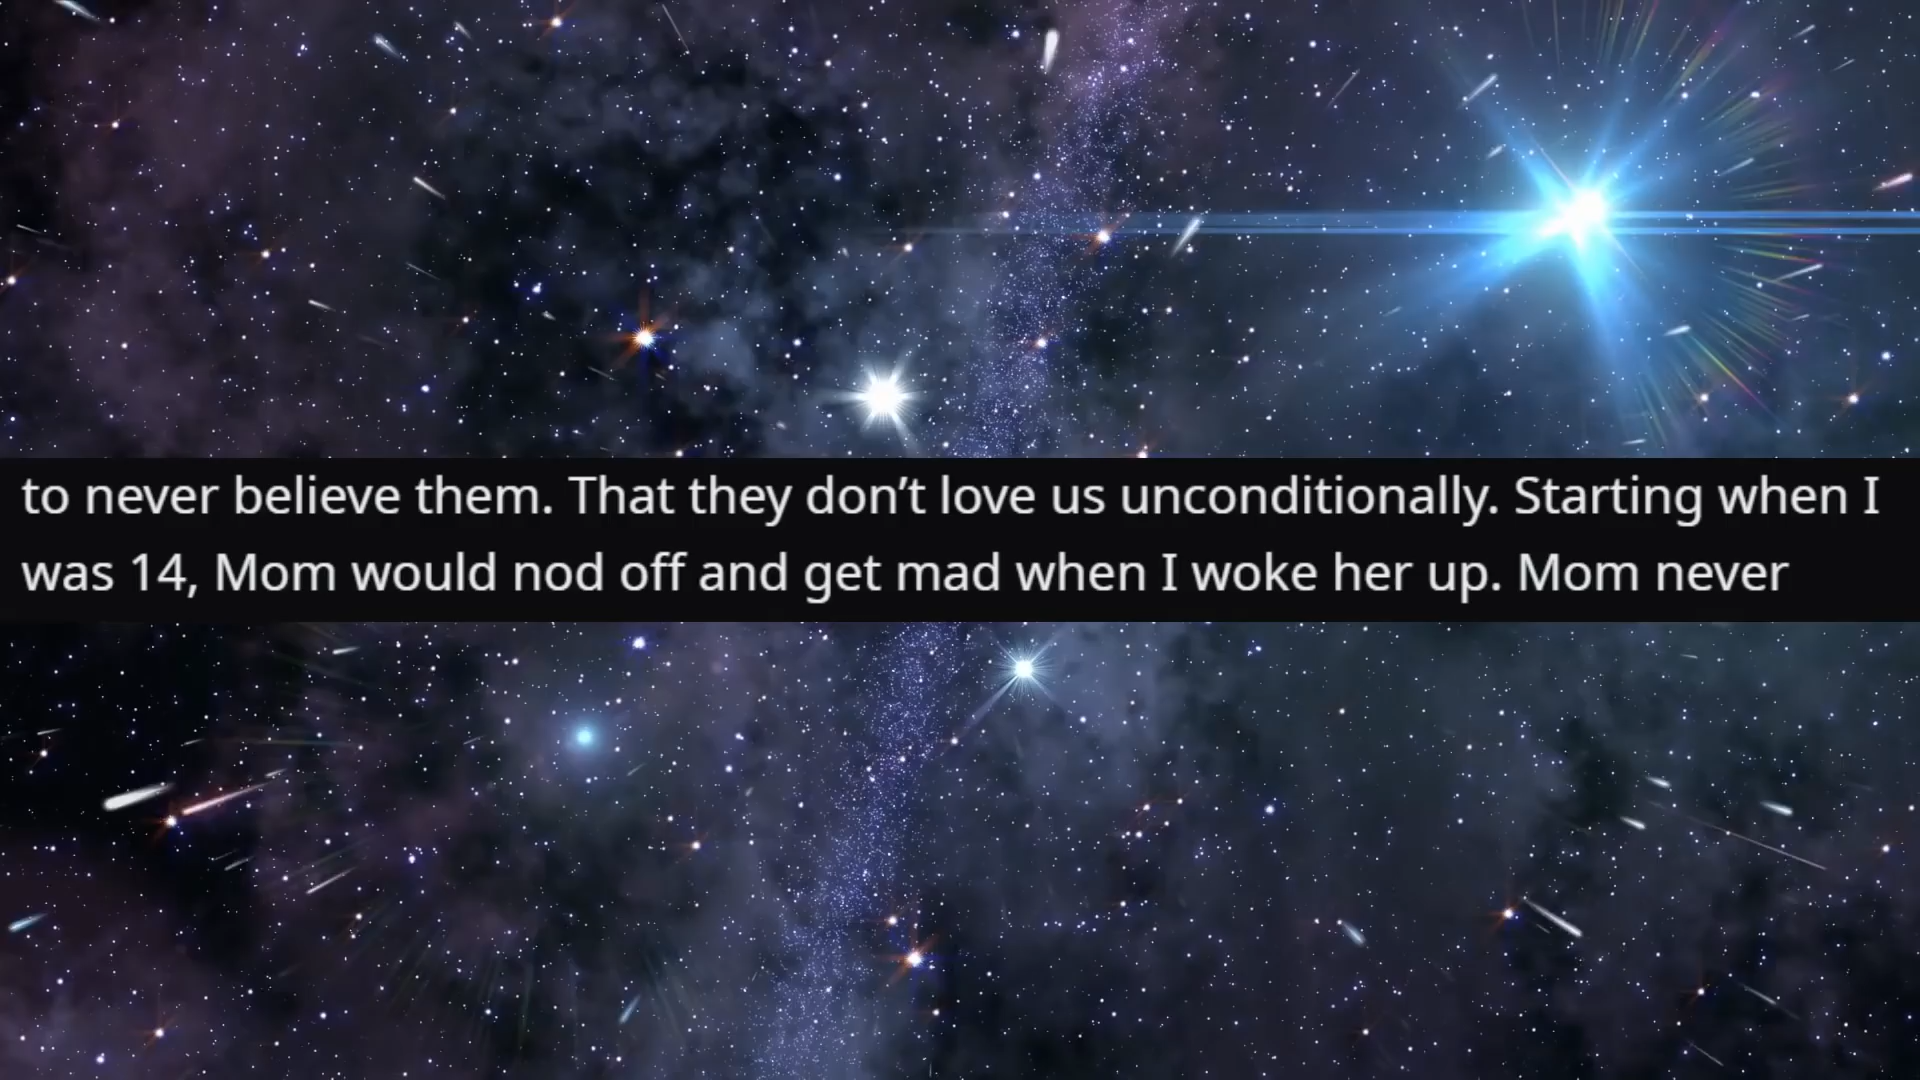 to never believe them. That they don’t love us unconditionally. Starting when I
was 14, Mom would nod off and get mad when I woke her up. Mom never